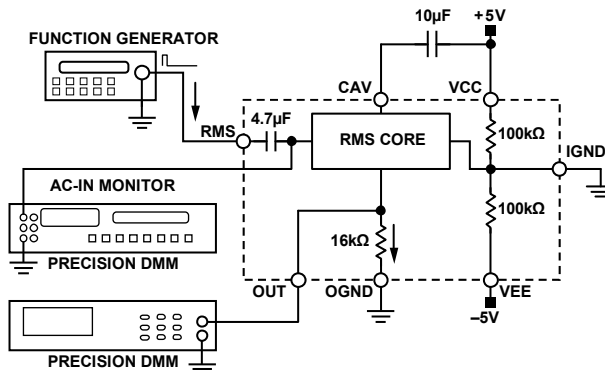 10µF
+5V
FUNCTION GENERATOR
CAV
VCC
4.7µF
RMS
RMS CORE
100kΩ
IGND
AC-IN MONITOR
100kΩ
16kΩ
PRECISION DMM
OUT
OGND
VEE
–5V
PRECISION DMM